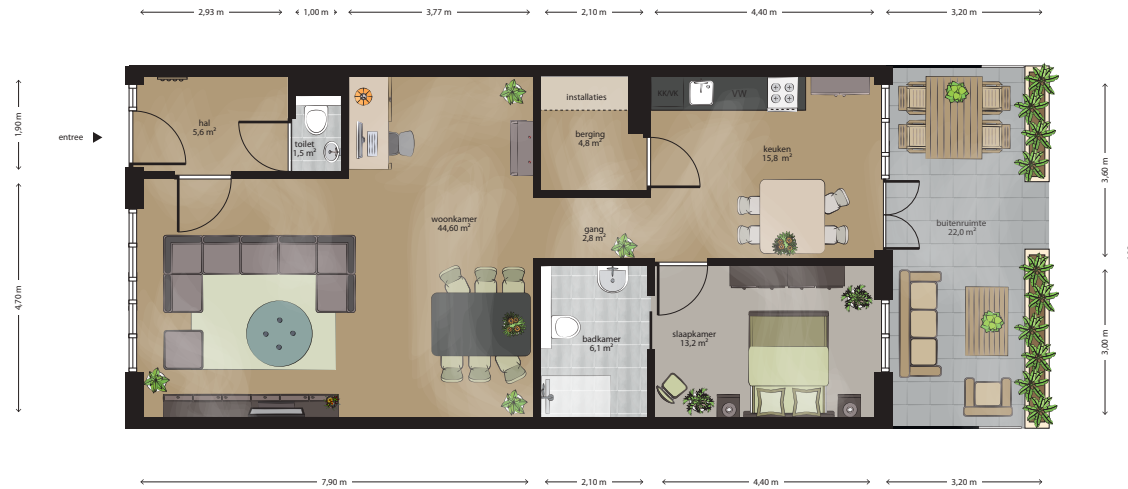 2,93 m
1,00 m
3,77 m
2,10 m
4,40 m
3,20 m
1,90 m
entree
hal
5,6 m²
toilet
1,5 m²
installaties
berging
4,8 m²
KK/VK
VW
keuken
15,8 m²
3,60 m
woonkamer
44,60 m²
gang
2,8 m²
buitenruimte
22,0 m²
4,70 m
badkamer
6,1 m²
slaapkamer
13,2 m²
3,00 m
7,90 m
2,10 m
4,40 m
3,20 m